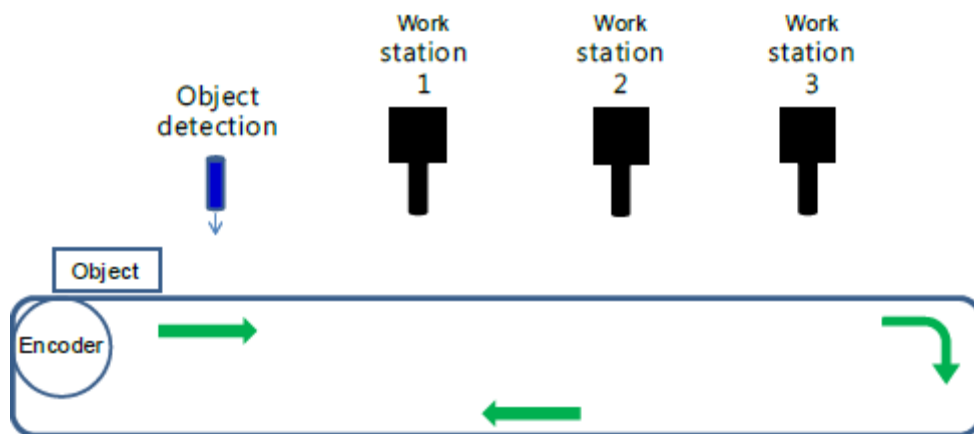 Object
detection
Work
station
1
Work
station
2
Work
station
3
Object
Encoder